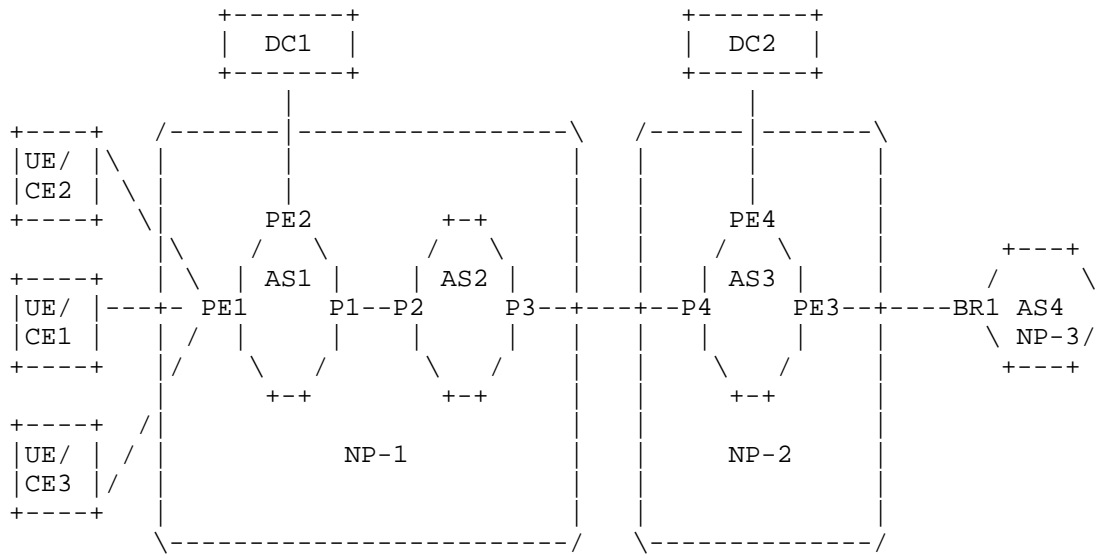 DC1 DC2
UE/
CE2
PE2 PE4
UE/ AS1 AS2 AS3
PE1 P1--P2 P3 P4 PE3 BR1 AS4
CE1 NP-3
UE/ NP-1 NP-2
CE3